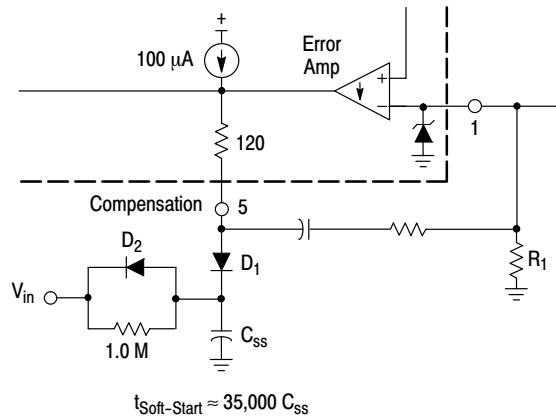 +
100 µA
Error
Amp
+
−
1
120
Compensation
5
D2
D1
R1
Vin
Css
1.0 M
tSoft−Start ≈ 35,000 Css